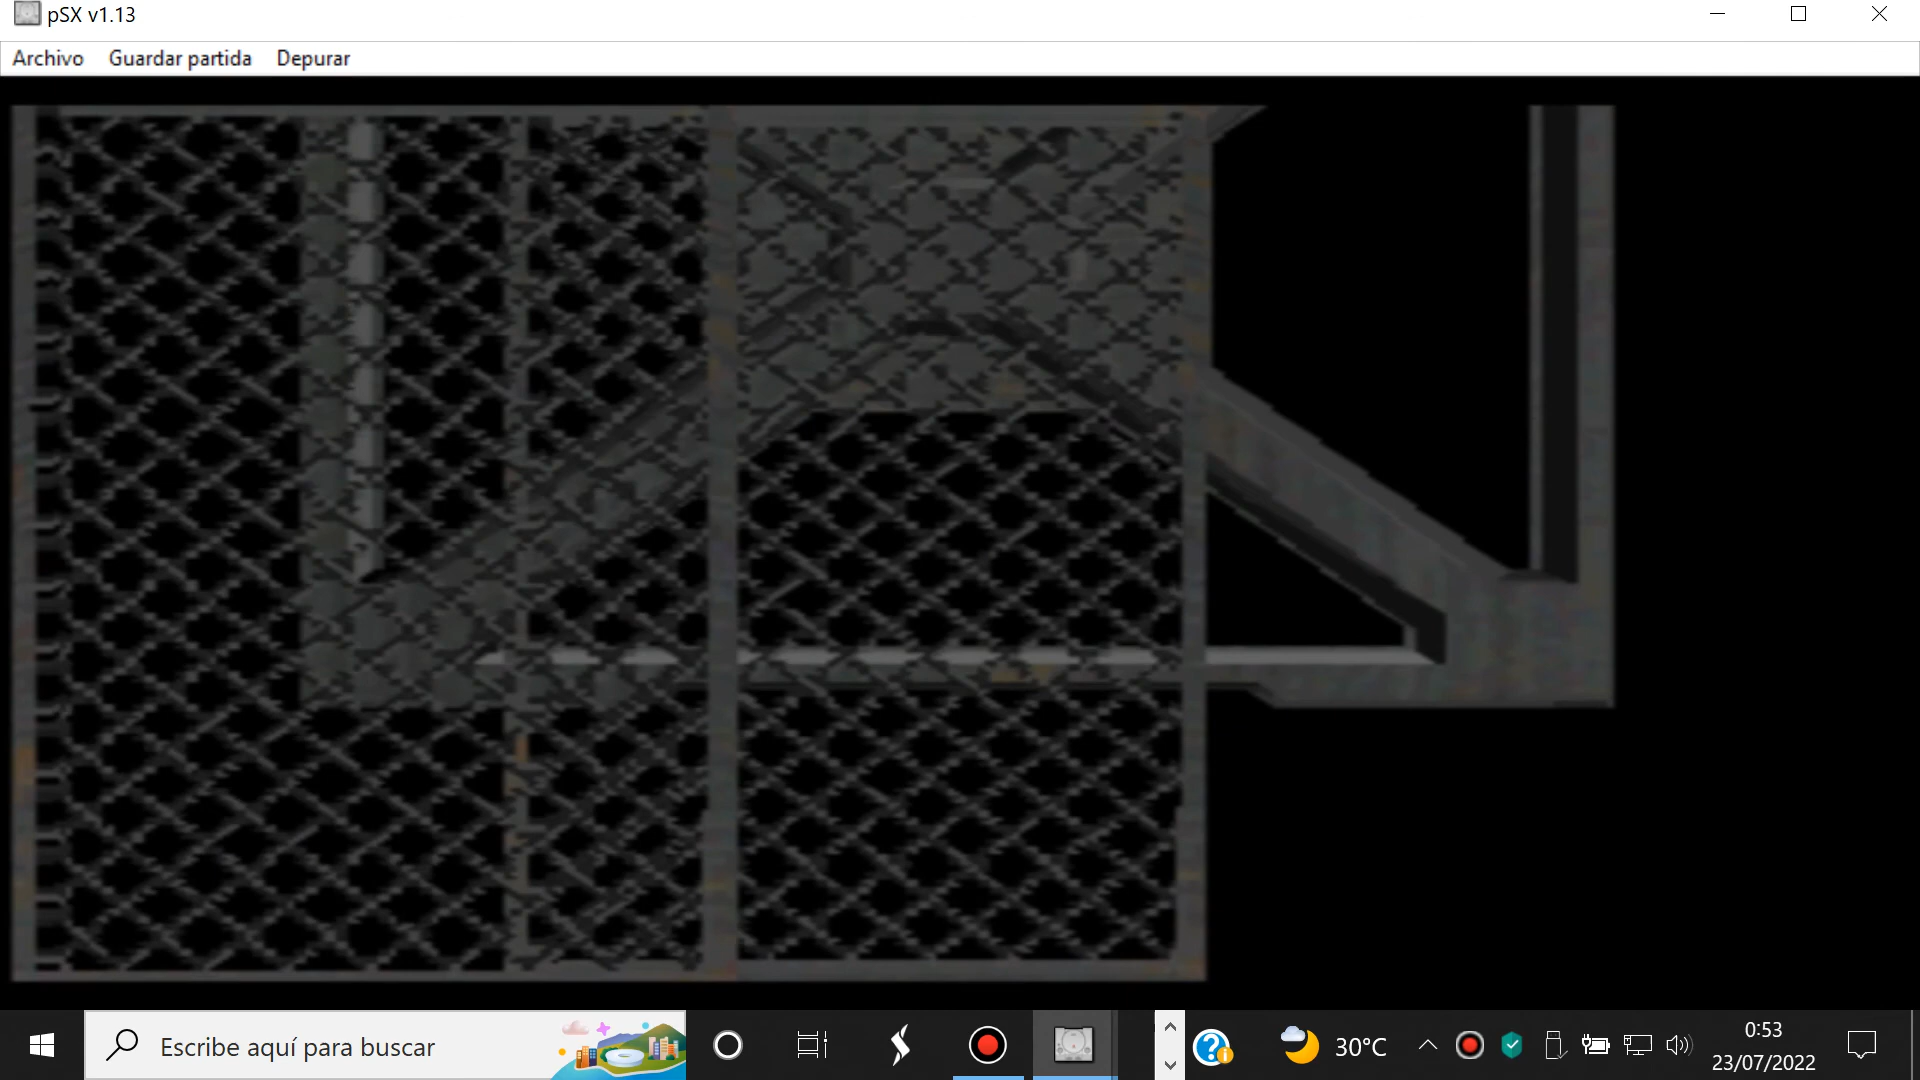 pSX v1.13
Archivo Guardar partida Depurar
Escribe aquí para buscar
30°C
0:53
23/07/2022